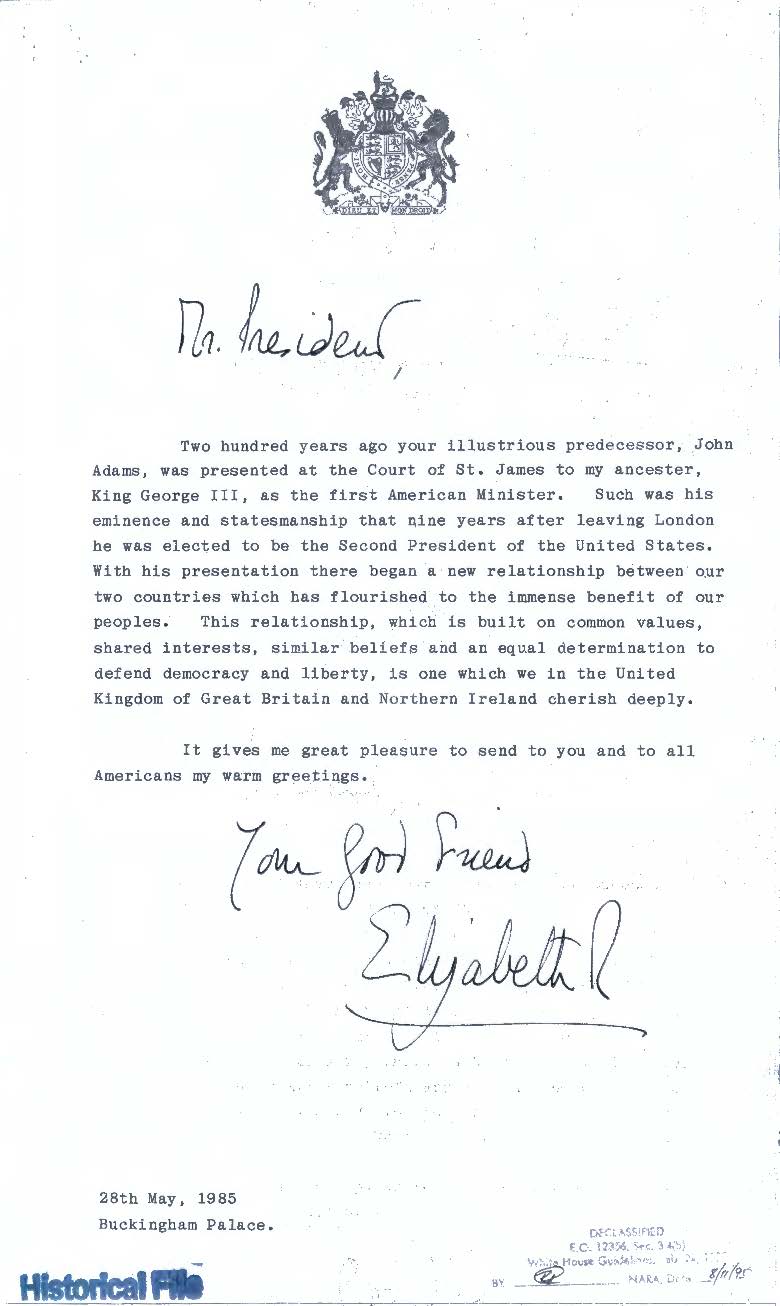 HONI
PENSE
DIEU ET MON DROIT
Mr. President,
Two hundred years ago your illustrious predecessor, John
Adams, was presented at the Court of St. James to my ancester,
King George III, as the first American Minister. Such was his
eminence and statesmanship that nine years after leaving London
he was elected to be the Second President of the United States.
With his presentation there began a new relationship between our
two countries which has flourished to the immense benefit of our
peoples. This relationship, which is built on common values,
shared interests, similar beliefs and an equal determination to
defend democracy and liberty, is one which we in the United
Kingdom of Great Britain and Northern Ireland cherish deeply.
It gives me great pleasure to send to you and to all
Americans my warm greetings.
Your good Friend
Elizabeth R
28th May, 1985
Buckingham Palace.
DECLASSIFIED
E.O. 12356, Sec. 3.4(b)
White House Guidelines,
BY NARA, Date 8/11/95
Historical File